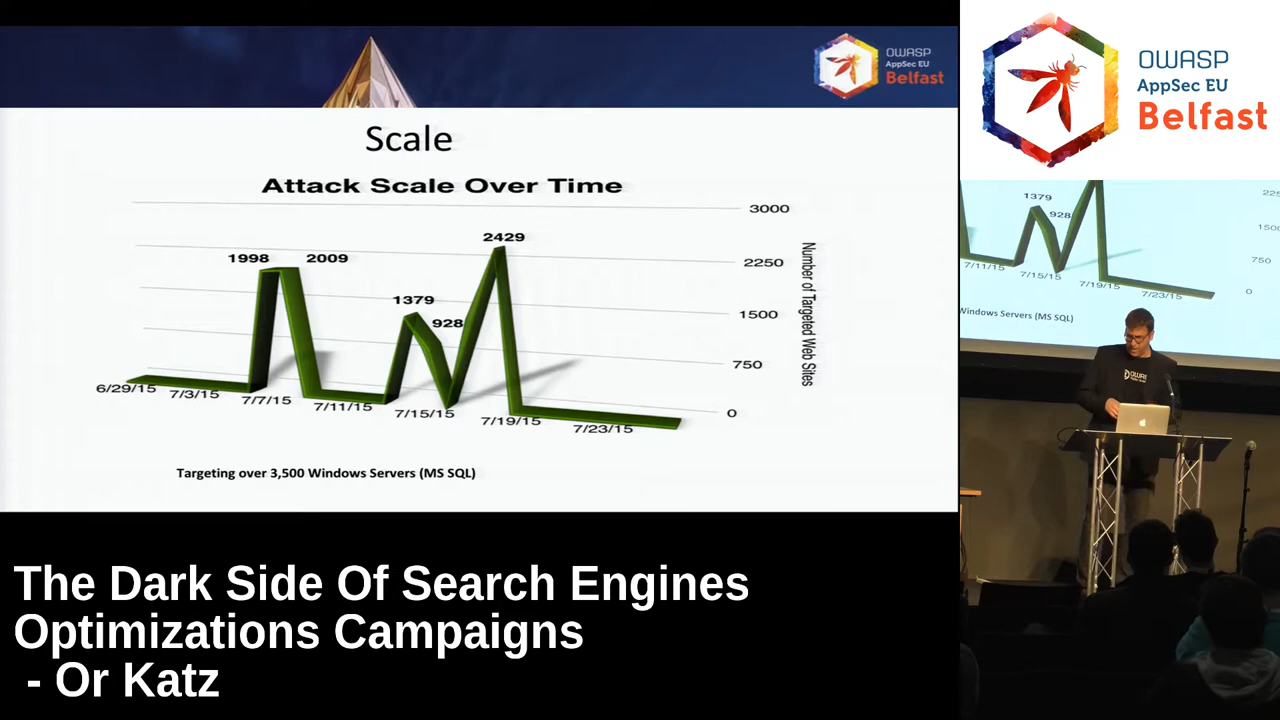 OWASP
AppSec EU
Belfast
Scale
Attack Scale Over Time
3000
2250
1500
750
0
Number of Targeted Web Sites
1998
2009
1379
928
2429
6/29/15
7/3/15
7/7/15
7/11/15
7/15/15
7/19/15
7/23/15
Targeting over 3,500 Windows Servers (MS SQL)
OWASP
AppSec EU
Belfast
1379
928
1500
750
0
7/11/15
7/15/15
7/19/15
7/23/15
Windows Servers (MS SQL)
The Dark Side Of Search Engines
Optimizations Campaigns
- Or Katz